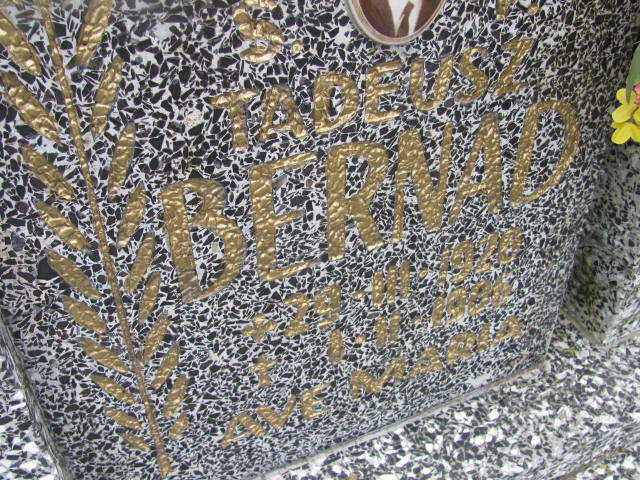 TADEUSZ
BERNAD
29·III·1920
† 1·II·
AVE MARIA